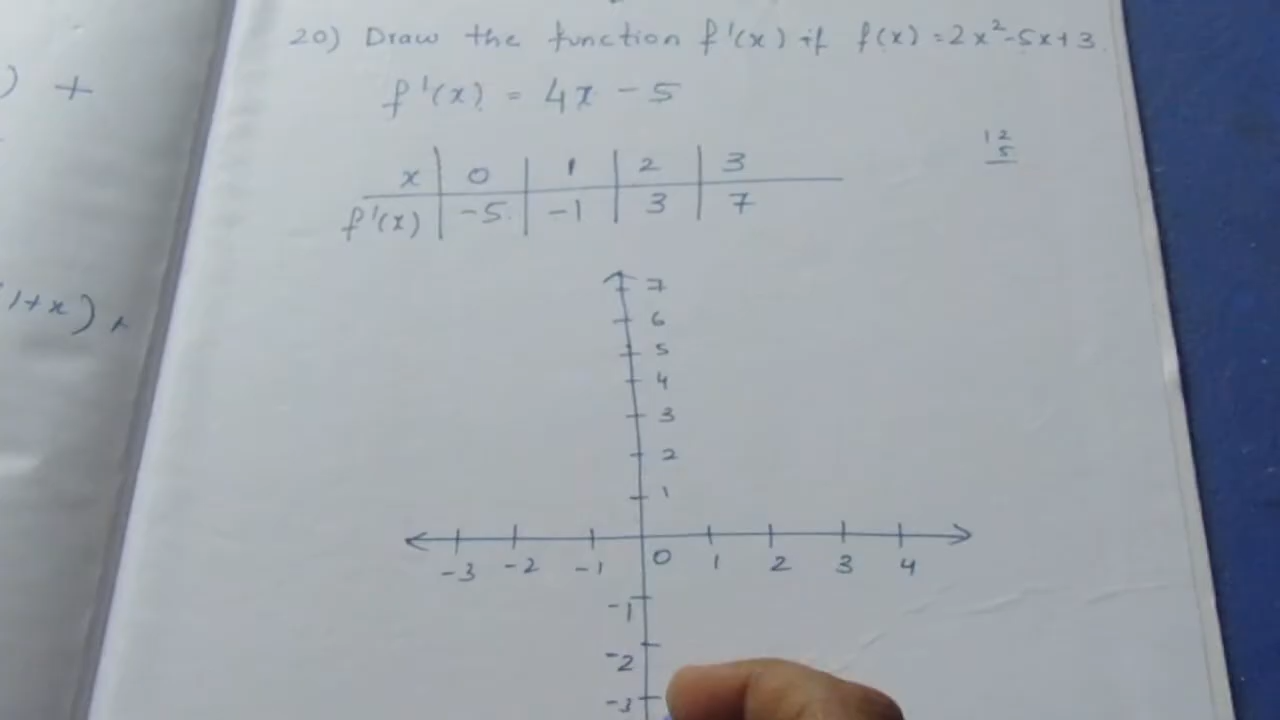 ) +
1+x) +
20) Draw the function f'(x) if f(x) = 2x²-5x+3.
f'(x) = 4x - 5
12
5
x | 0 | 1 | 2 | 3
f'(x) | -5 | -1 | 3 | 7
7
6
5
4
3
2
1
-3 -2 -1 0 1 2 3 4
-1
-2
-3